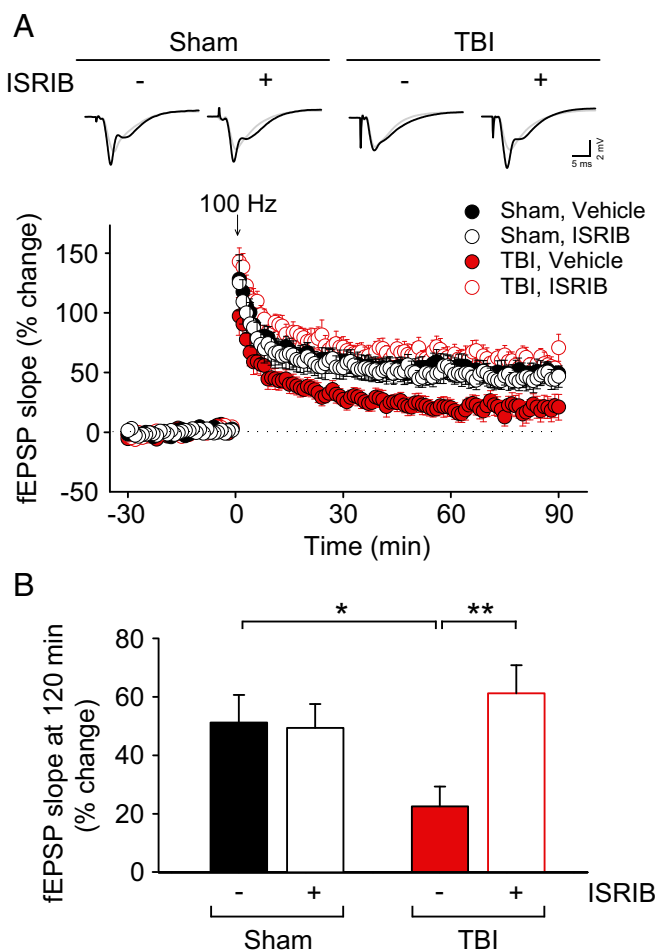 A
Sham TBI
ISRIB - + - +
5 ms
2 mV
100 Hz
Sham, Vehicle
Sham, ISRIB
TBI, Vehicle
TBI, ISRIB
fEPSP slope (% change)
150
100
50
0
-50
-30 0 30 60 90
Time (min)
B
* **
fEPSP slope at 120 min
(% change)
80
60
40
20
0
- + - + ISRIB
Sham TBI